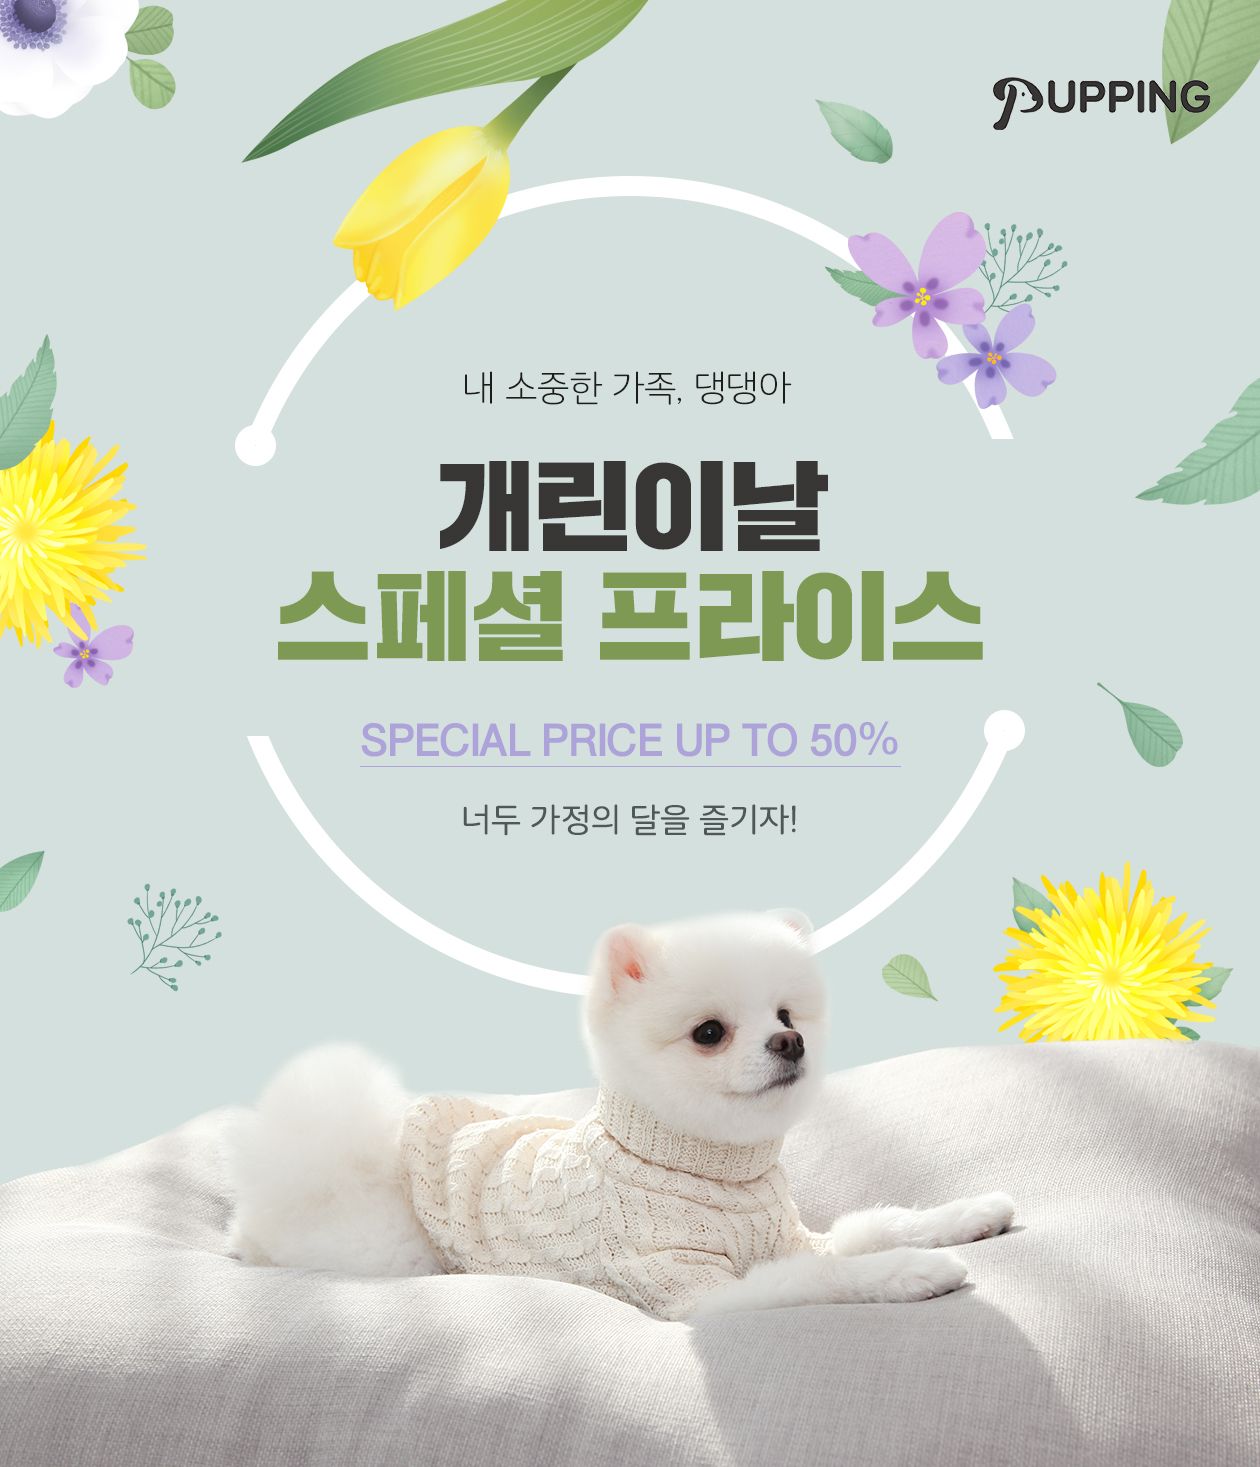 PUPPING
내 소중한 가족, 댕댕아
개린이날
스페셜 프라이스
SPECIAL PRICE UP TO 50%
너두 가정의 달을 즐기자!